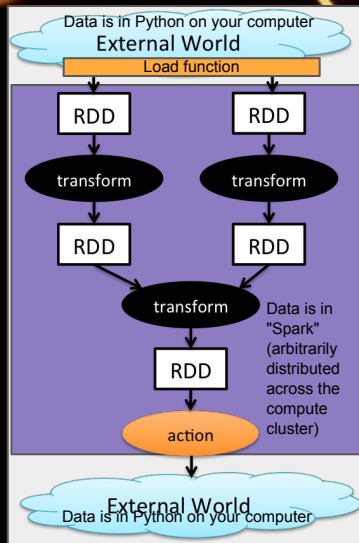 Data is in Python on your computer
External World
Load function
RDD
RDD
transform
transform
RDD
RDD
transform
Data is in
"Spark"
(arbitrarily
distributed
across the
compute
cluster)
RDD
action
External World
Data is in Python on your computer